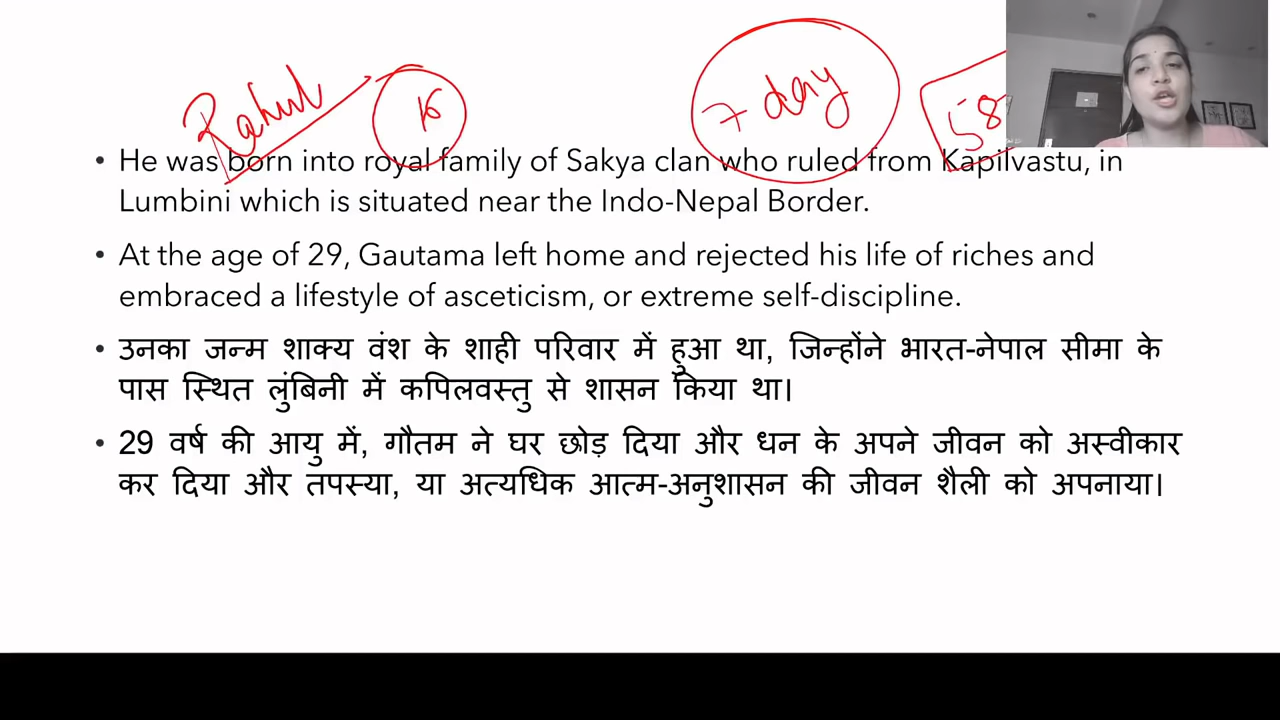 Rahul
16
7 day
58
• He was born into royal family of Sakya clan who ruled from Kapilvastu, in
Lumbini which is situated near the Indo-Nepal Border.
• At the age of 29, Gautama left home and rejected his life of riches and
embraced a lifestyle of asceticism, or extreme self-discipline.
• उनका जन्म शाक्य वंश के शाही परिवार में हुआ था, जिन्होंने भारत-नेपाल सीमा के
पास स्थित लुंबिनी में कपिलवस्तु से शासन किया था।
• 29 वर्ष की आयु में, गौतम ने घर छोड़ दिया और धन के अपने जीवन को अस्वीकार
कर दिया और तपस्या, या अत्यधिक आत्म-अनुशासन की जीवन शैली को अपनाया।